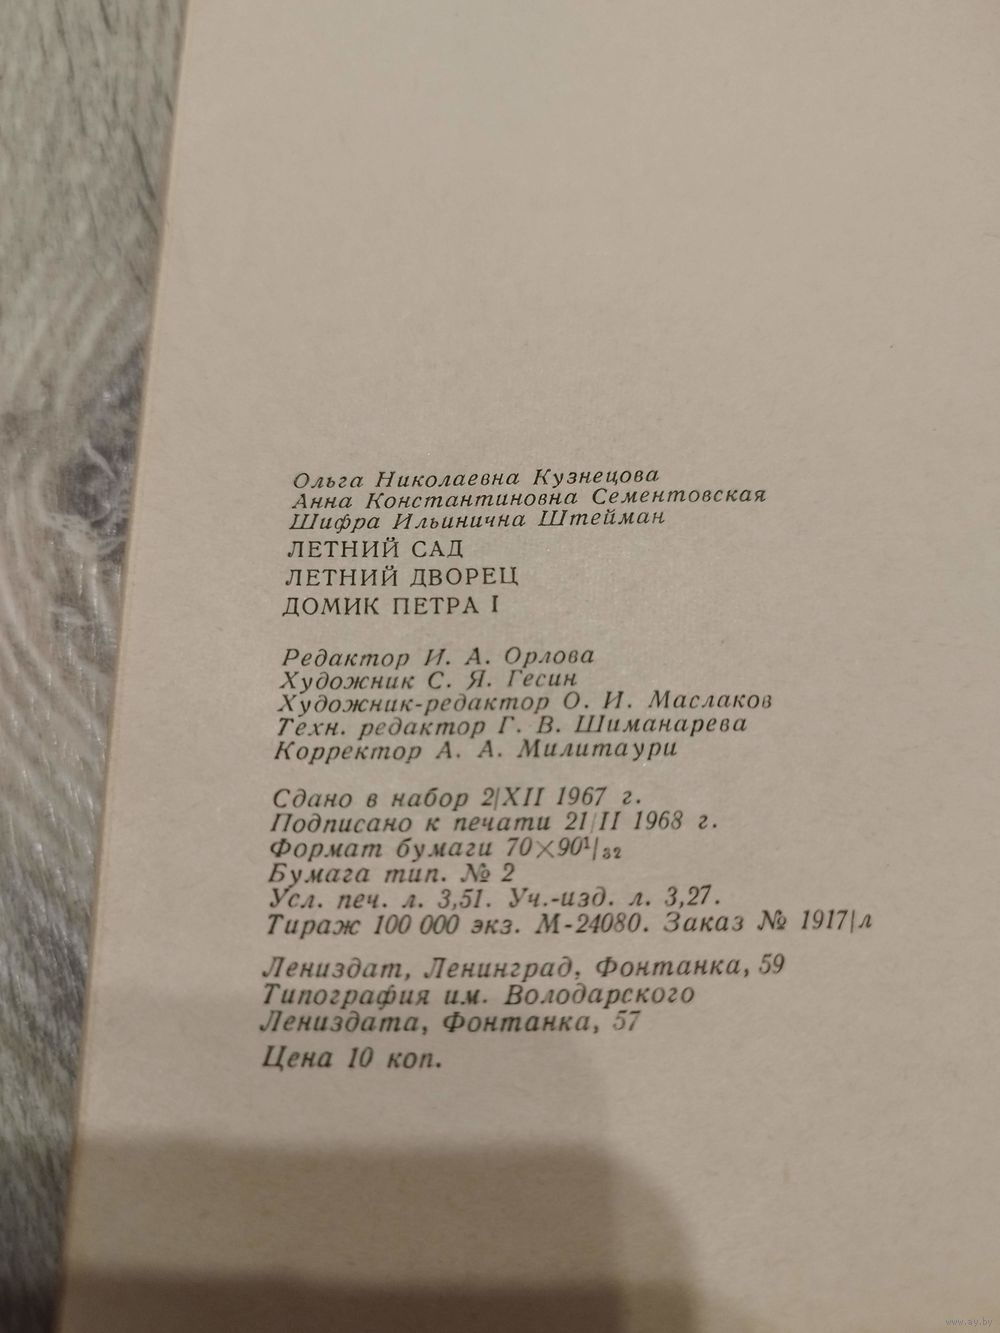 Ольга Николаевна Кузнецова
Анна Константиновна Сементовская
Шифра Ильинична Штейман
ЛЕТНИЙ САД
ЛЕТНИЙ ДВОРЕЦ
ДОМИК ПЕТРА I
Редактор И. А. Орлова
Художник С. Я. Гесин
Художник-редактор О. И. Маслаков
Техн. редактор Г. В. Шиманарева
Корректор А. А. Милитаури
Сдано в набор 2/XII 1967 г.
Подписано к печати 21/II 1968 г.
Формат бумаги 70×90¹/₃₂
Бумага тип. № 2
Усл. печ. л. 3,51. Уч.-изд. л. 3,27.
Тираж 100 000 экз. М-24080. Заказ № 1917/л
Лениздат, Ленинград, Фонтанка, 59
Типография им. Володарского
Лениздата, Фонтанка, 57
Цена 10 коп.
www.ay.by